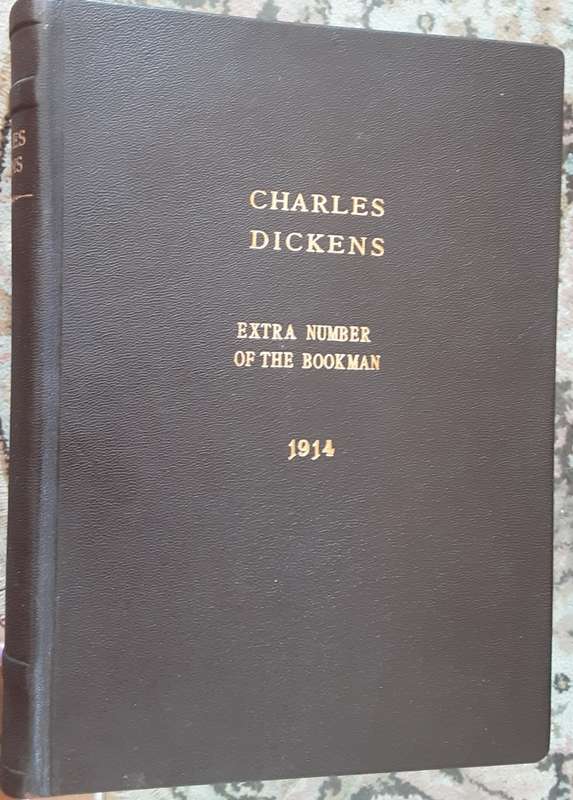 CHARLES
DICKENS
EXTRA NUMBER
OF THE BOOKMAN
1914